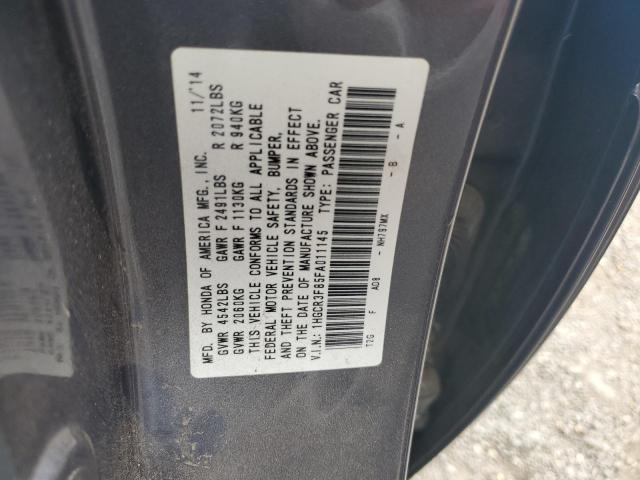 MFD. BY HONDA OF AMERICA MFG., INC. 11/'14
GVWR 4542LBS GAWR F 2491LBS R 2072LBS
GVWR 2060KG GAWR F 1130KG R 940KG
THIS VEHICLE CONFORMS TO ALL APPLICABLE
FEDERAL MOTOR VEHICLE SAFETY, BUMPER,
AND THEFT PREVENTION STANDARDS IN EFFECT
ON THE DATE OF MANUFACTURE SHOWN ABOVE.
V.I.N.: 1HGCR3F85FA011145 TYPE: PASSENGER CAR
T2G F AD8 - NH797MX - B - A